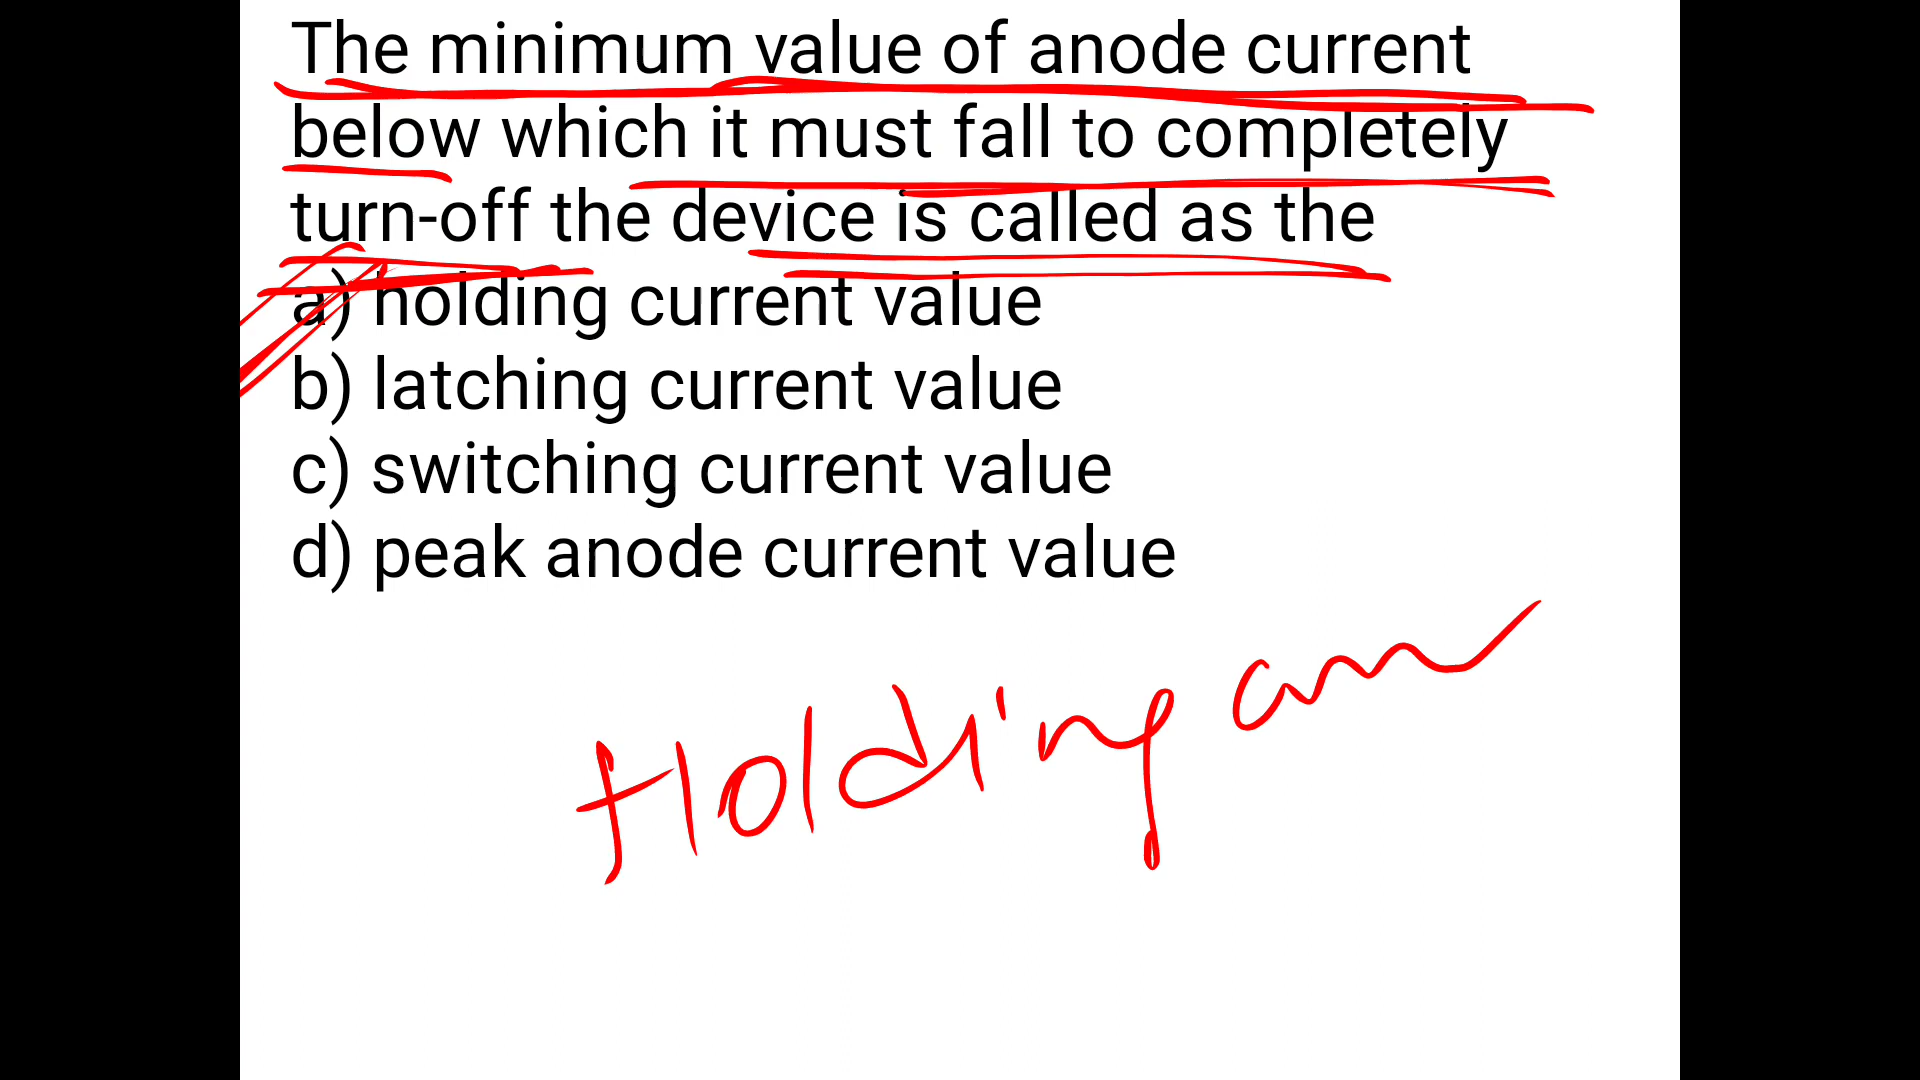 The minimum value of anode current
below which it must fall to completely
turn-off the device is called as the
a) holding current value
b) latching current value
c) switching current value
d) peak anode current value
Holding